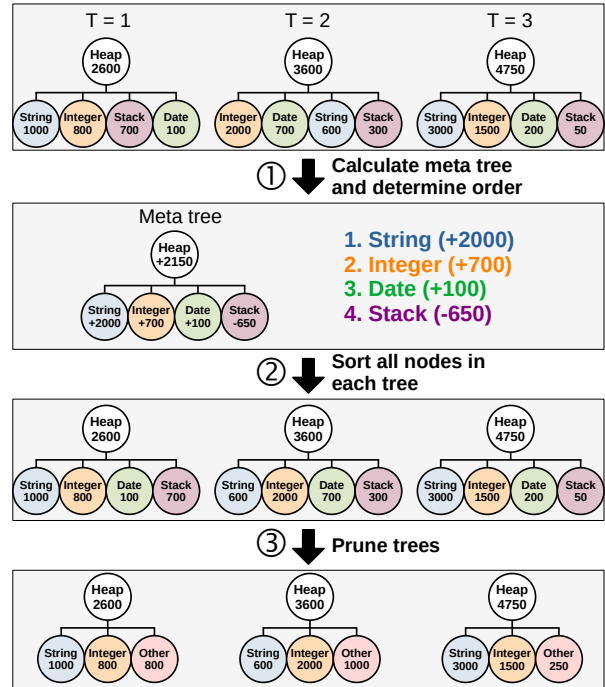 T = 1 T = 2 T = 3
Heap 2600
Heap 3600
Heap 4750
String 1000
Integer 800
Stack 700
Date 100
Integer 2000
Date 700
String 600
Stack 300
String 3000
Integer 1500
Date 200
Stack 50
① Calculate meta tree
and determine order
Meta tree
Heap +2150
String +2000
Integer +700
Date +100
Stack -650
1. String (+2000)
2. Integer (+700)
3. Date (+100)
4. Stack (-650)
② Sort all nodes in
each tree
Heap 2600
Heap 3600
Heap 4750
String 1000
Integer 800
Date 100
Stack 700
String 600
Integer 2000
Date 700
Stack 300
String 3000
Integer 1500
Date 200
Stack 50
③ Prune trees
Heap 2600
Heap 3600
Heap 4750
String 1000
Integer 800
Other 800
String 600
Integer 2000
Other 1000
String 3000
Integer 1500
Other 250